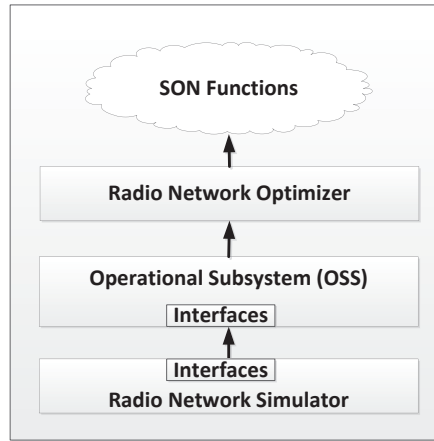 SON Functions
Radio Network Optimizer
Operational Subsystem (OSS)
Interfaces
Interfaces
Radio Network Simulator